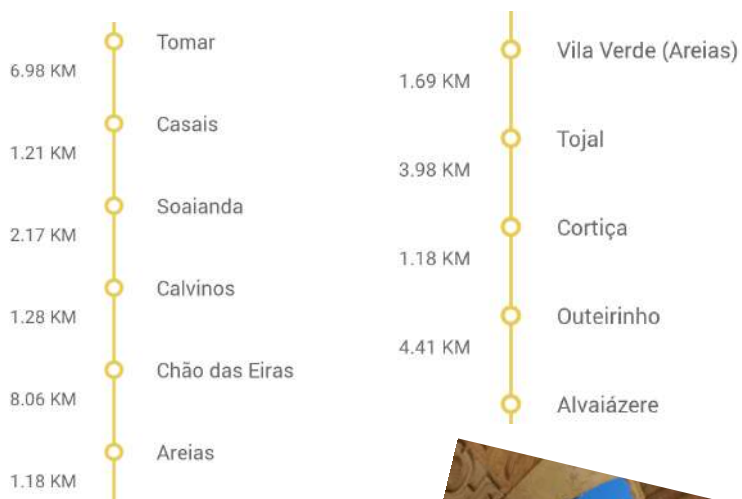 Tomar
6.98 KM
Casais
1.21 KM
Soaianda
2.17 KM
Calvinos
1.28 KM
Chão das Eiras
8.06 KM
Areias
1.18 KM
Vila Verde (Areias)
1.69 KM
Tojal
3.98 KM
Cortiça
1.18 KM
Outeirinho
4.41 KM
Alvaiázere